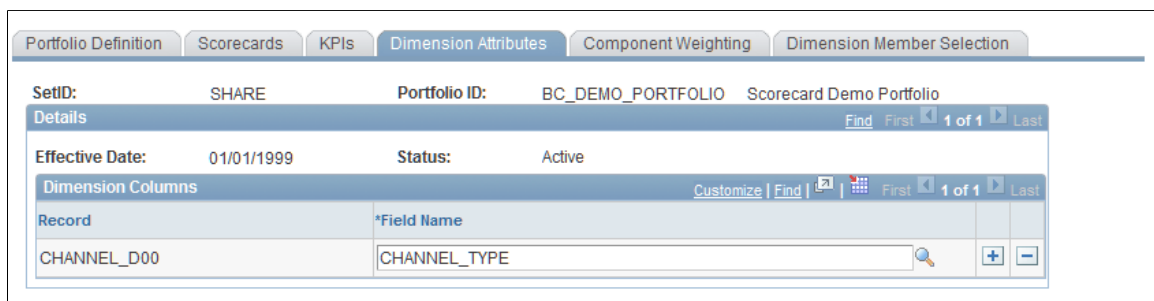 Portfolio Definition Scorecards KPIs Dimension Attributes Component Weighting Dimension Member Selection
SetID: SHARE Portfolio ID: BC_DEMO_PORTFOLIO Scorecard Demo Portfolio
Details Find First 1 of 1 Last
Effective Date: 01/01/1999 Status: Active
Dimension Columns Customize | Find | | First 1 of 1 Last
Record *Field Name
CHANNEL_D00 CHANNEL_TYPE